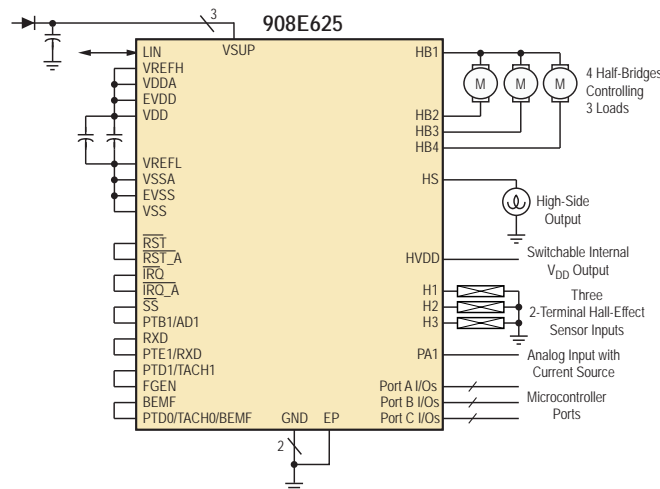 3
908E625
VSUP
LIN
VREFH
VDDA
EVDD
VDD
VREFL
VSSA
EVSS
VSS
RST
RST_A
IRQ
IRQ_A
SS
PTB1/AD1
RXD
PTE1/RXD
PTD1/TACH1
FGEN
BEMF
PTD0/TACH0/BEMF
GND EP
2
HB1
HB2
HB3
HB4
HS
HVDD
H1
H2
H3
PA1
Port A I/Os
Port B I/Os
Port C I/Os
M M M
4 Half-Bridges
Controlling
3 Loads
High-Side
Output
Switchable Internal
VDD Output
Three
2-Terminal Hall-Effect
Sensor Inputs
Analog Input with
Current Source
Microcontroller
Ports